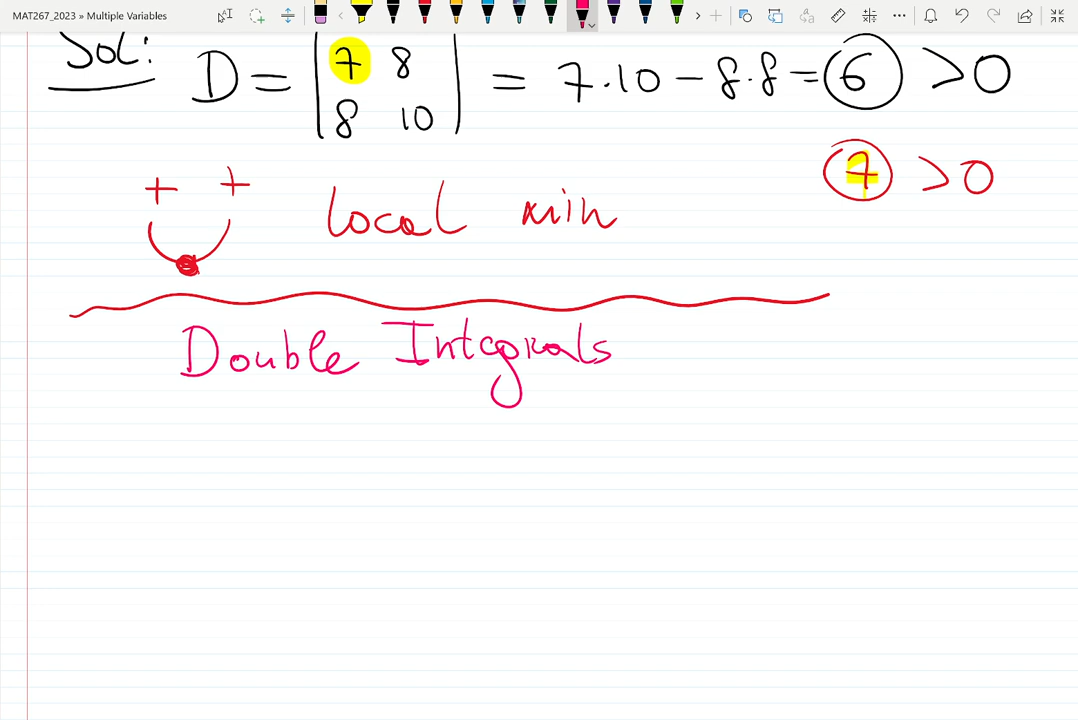 MAT267_2023 » Multiple Variables
Sol:
D = |7 8| = 7·10 − 8·8 = 6 > 0
|8 10|
7 > 0
+ + local min
Double Integrals